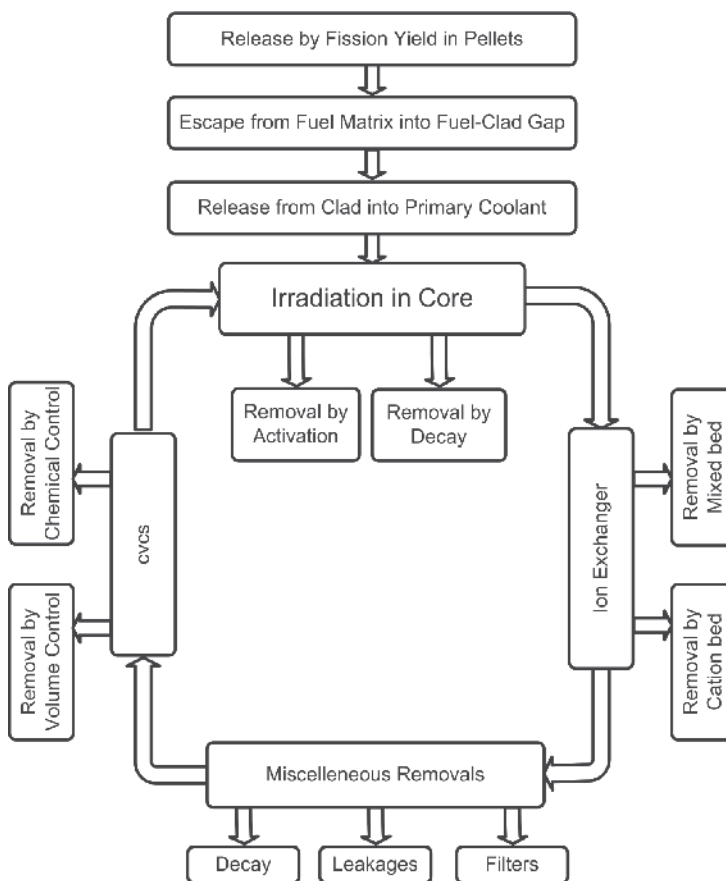 Release by Fission Yield in Pellets
Escape from Fuel Matrix into Fuel-Clad Gap
Release from Clad into Primary Coolant
Irradiation in Core
Removal by
Activation
Removal by
Decay
Removal by
Chemical Control
cvcs
Removal by
Volume Control
Ion Exchanger
Removal by
Mixed bed
Removal by
Cation bed
Miscelleneous Removals
Decay
Leakages
Filters